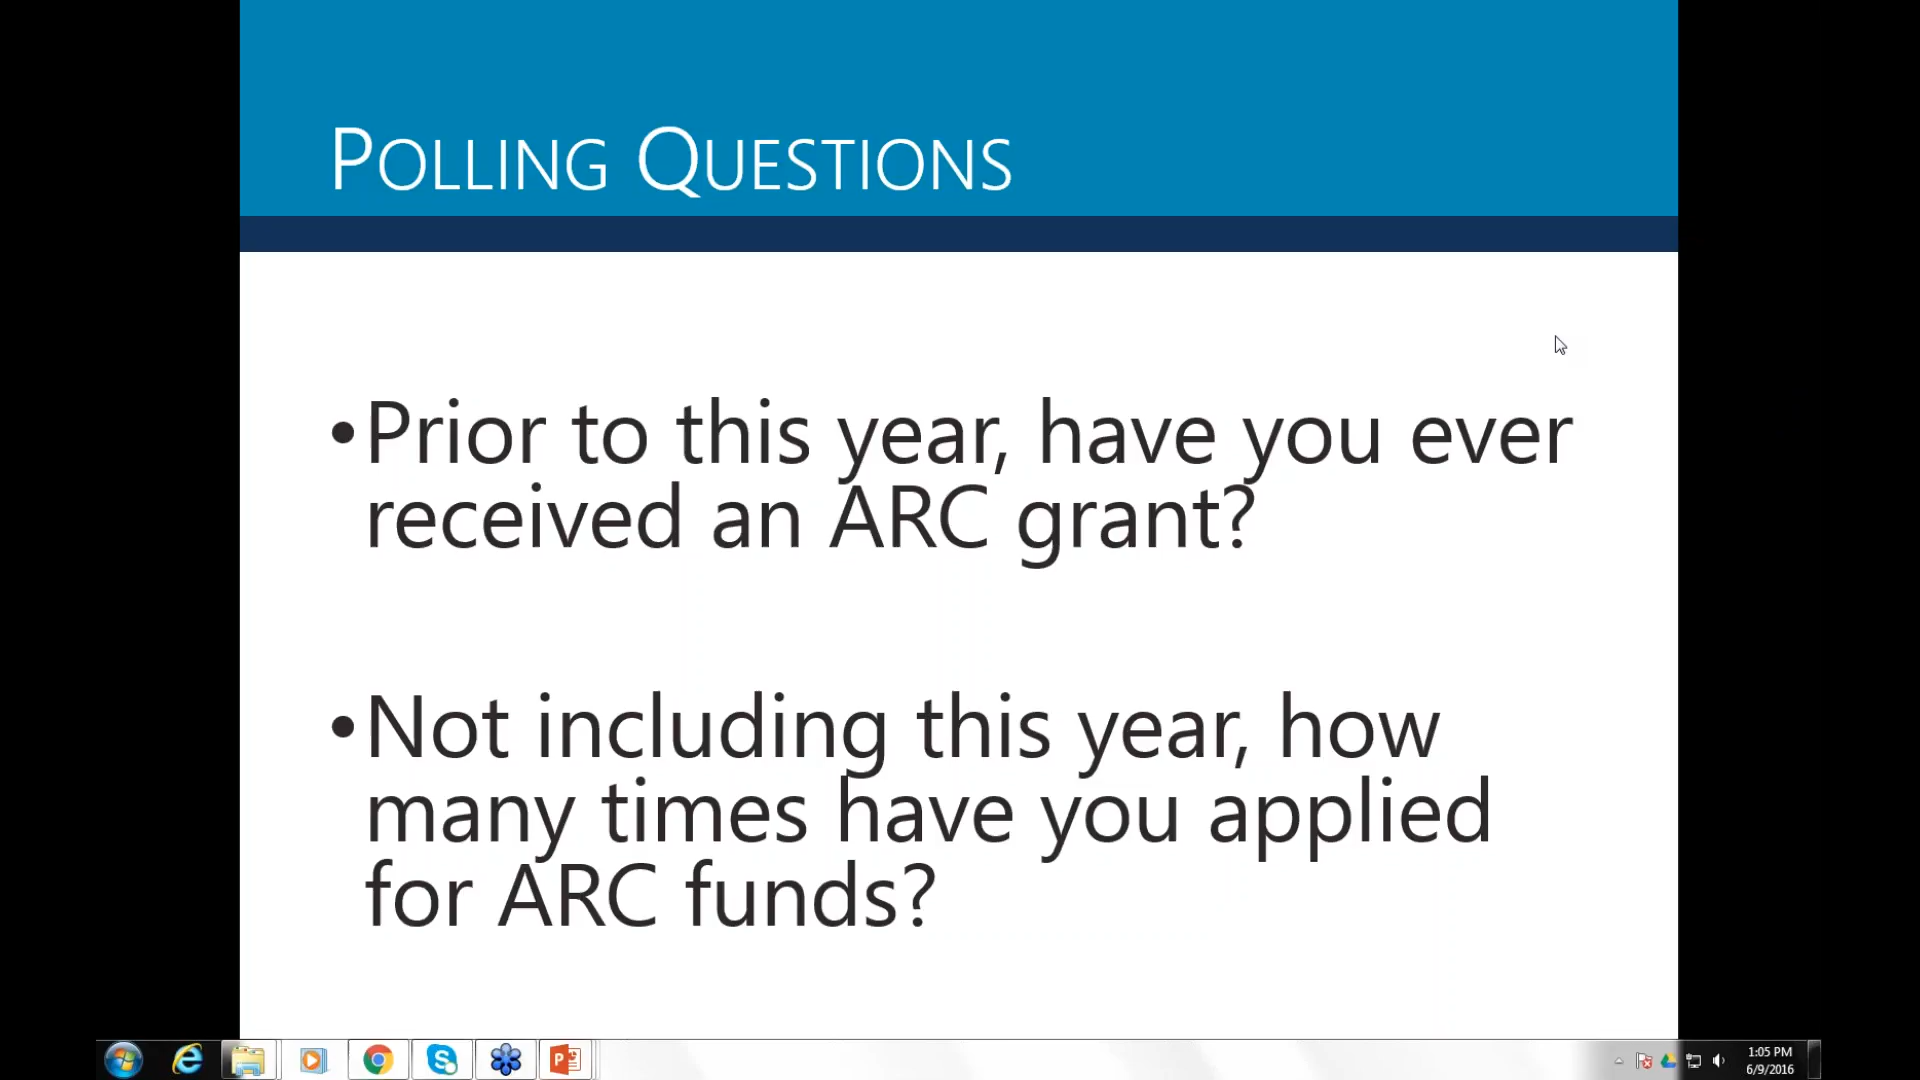 POLLING QUESTIONS
•Prior to this year, have you ever
received an ARC grant?
•Not including this year, how
many times have you applied
for ARC funds?
1:05 PM
6/9/2016